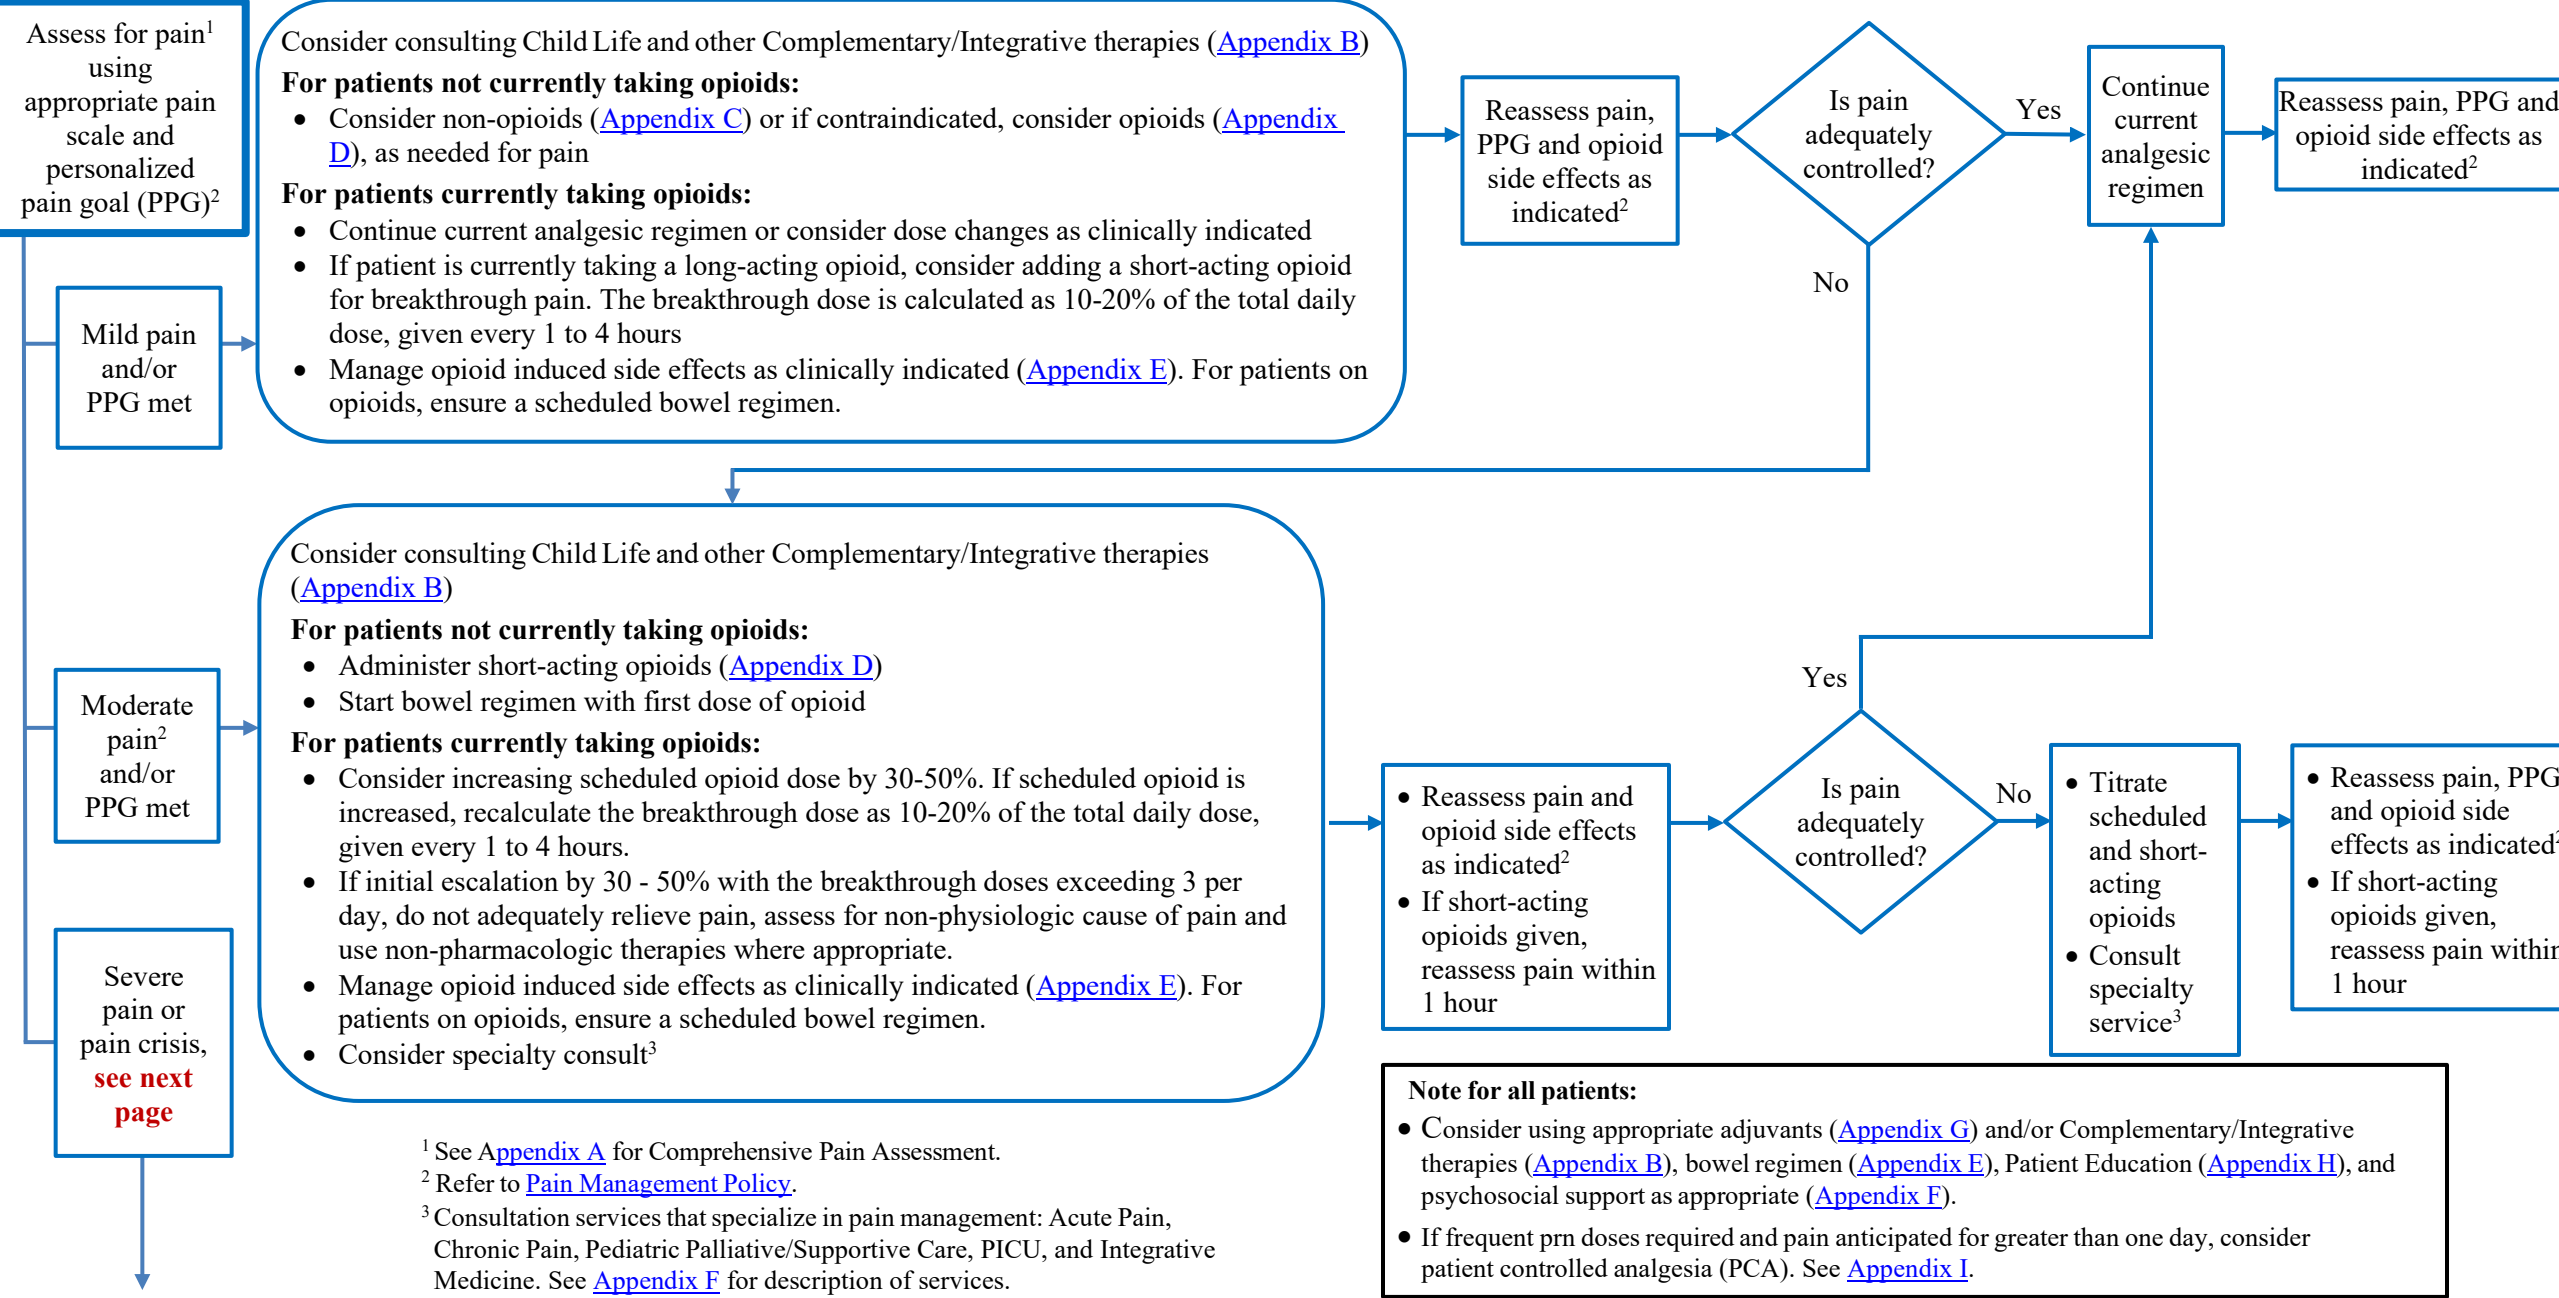 Assess for pain1
using
appropriate pain
scale and
personalized
pain goal (PPG)2
Mild pain
and/or
PPG met
Consider consulting Child Life and other Complementary/Integrative therapies (Appendix B)
For patients not currently taking opioids:
• Consider non-opioids (Appendix C) or if contraindicated, consider opioids (Appendix
D), as needed for pain
For patients currently taking opioids:
• Continue current analgesic regimen or consider dose changes as clinically indicated
• If patient is currently taking a long-acting opioid, consider adding a short-acting opioid
for breakthrough pain. The breakthrough dose is calculated as 10-20% of the total daily
dose, given every 1 to 4 hours
• Manage opioid induced side effects as clinically indicated (Appendix E). For patients on
opioids, ensure a scheduled bowel regimen.
Reassess pain,
PPG and opioid
side effects as
indicated2
Is pain
adequately
controlled?
Yes
No
Continue
current
analgesic
regimen
Reassess pain, PPG and
opioid side effects as
indicated2
Moderate
pain2
and/or
PPG met
Consider consulting Child Life and other Complementary/Integrative therapies
(Appendix B)
For patients not currently taking opioids:
• Administer short-acting opioids (Appendix D)
• Start bowel regimen with first dose of opioid
For patients currently taking opioids:
• Consider increasing scheduled opioid dose by 30-50%. If scheduled opioid is
increased, recalculate the breakthrough dose as 10-20% of the total daily dose,
given every 1 to 4 hours.
• If initial escalation by 30 - 50% with the breakthrough doses exceeding 3 per
day, do not adequately relieve pain, assess for non-physiologic cause of pain and
use non-pharmacologic therapies where appropriate.
• Manage opioid induced side effects as clinically indicated (Appendix E). For
patients on opioids, ensure a scheduled bowel regimen.
• Consider specialty consult3
• Reassess pain and
opioid side effects
as indicated2
• If short-acting
opioids given,
reassess pain within
1 hour
Is pain
adequately
controlled?
Yes
No
• Titrate
scheduled
and short-
acting
opioids
• Consult
specialty
service3
• Reassess pain, PPG
and opioid side
effects as indicated2
• If short-acting
opioids given,
reassess pain within
1 hour
Severe
pain or
pain crisis,
see next
page
1 See Appendix A for Comprehensive Pain Assessment.
2 Refer to Pain Management Policy.
3 Consultation services that specialize in pain management: Acute Pain,
Chronic Pain, Pediatric Palliative/Supportive Care, PICU, and Integrative
Medicine. See Appendix F for description of services.
Note for all patients:
• Consider using appropriate adjuvants (Appendix G) and/or Complementary/Integrative
therapies (Appendix B), bowel regimen (Appendix E), Patient Education (Appendix H), and
psychosocial support as appropriate (Appendix F).
• If frequent prn doses required and pain anticipated for greater than one day, consider
patient controlled analgesia (PCA). See Appendix I.